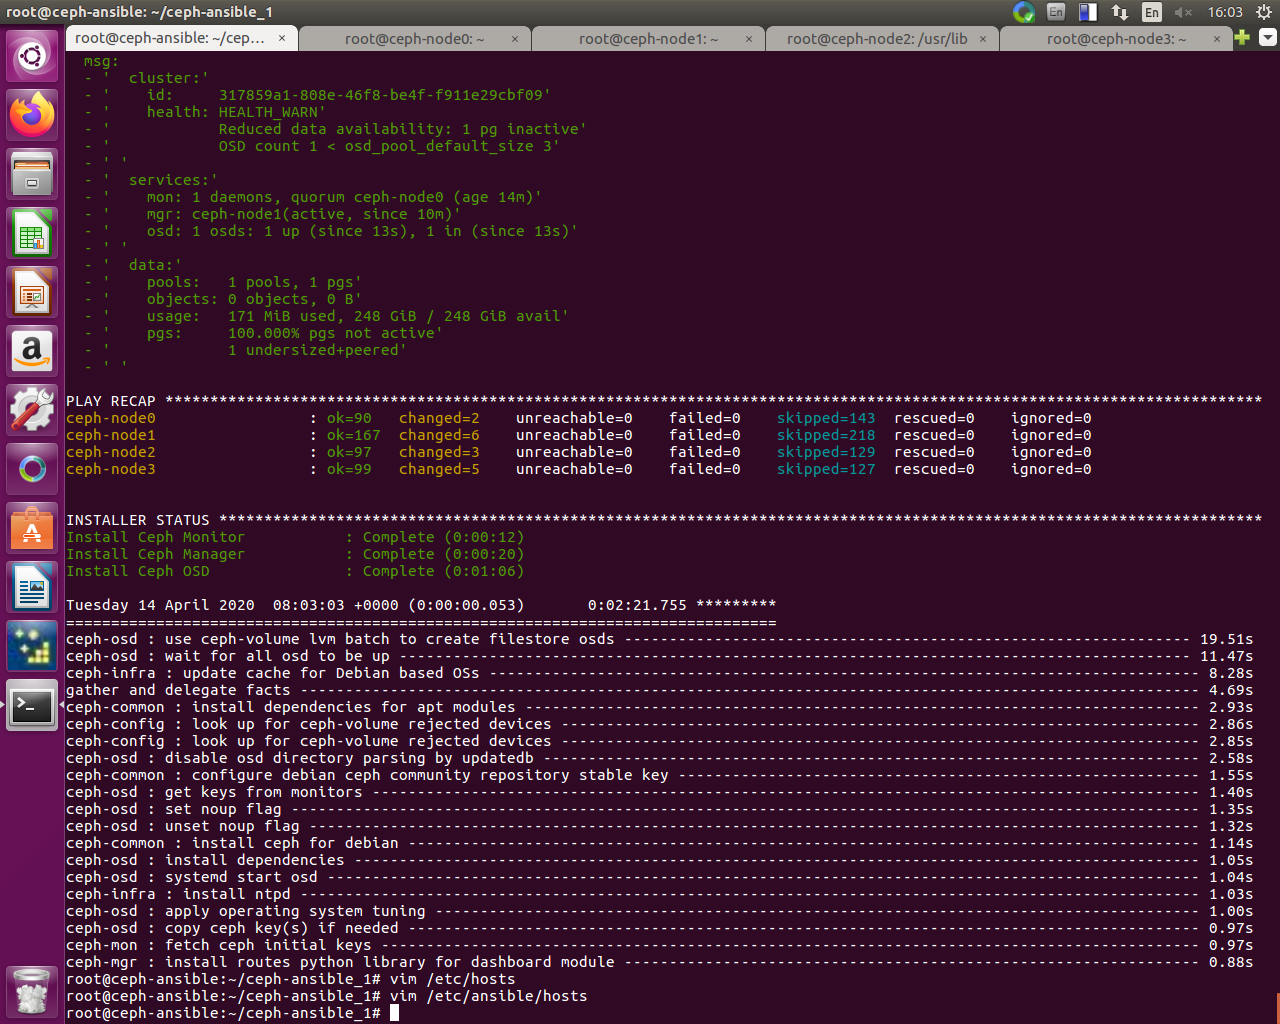 root@ceph-ansible: ~/ceph-ansible_1
En
En
16:03
root@ceph-ansible: ~/cep... ×
root@ceph-node0: ~ ×
root@ceph-node1: ~ ×
root@ceph-node2: /usr/lib ×
root@ceph-node3: ~ ×
  msg:
  - '  cluster:'
  - '    id:     317859a1-808e-46f8-be4f-f911e29cbf09'
  - '    health: HEALTH_WARN'
  - '            Reduced data availability: 1 pg inactive'
  - '            OSD count 1 < osd_pool_default_size 3'
  - ' '
  - '  services:'
  - '    mon: 1 daemons, quorum ceph-node0 (age 14m)'
  - '    mgr: ceph-node1(active, since 10m)'
  - '    osd: 1 osds: 1 up (since 13s), 1 in (since 13s)'
  - ' '
  - '  data:'
  - '    pools:   1 pools, 1 pgs'
  - '    objects: 0 objects, 0 B'
  - '    usage:   171 MiB used, 248 GiB / 248 GiB avail'
  - '    pgs:     100.000% pgs not active'
  - '             1 undersized+peered'
  - ' '
PLAY RECAP **************************************************************************************************************************
ceph-node0                 : ok=90   changed=2    unreachable=0    failed=0    skipped=143  rescued=0    ignored=0
ceph-node1                 : ok=167  changed=6    unreachable=0    failed=0    skipped=218  rescued=0    ignored=0
ceph-node2                 : ok=97   changed=3    unreachable=0    failed=0    skipped=129  rescued=0    ignored=0
ceph-node3                 : ok=99   changed=5    unreachable=0    failed=0    skipped=127  rescued=0    ignored=0
INSTALLER STATUS ********************************************************************************************************************
Install Ceph Monitor           : Complete (0:00:12)
Install Ceph Manager           : Complete (0:00:20)
Install Ceph OSD               : Complete (0:01:06)
Tuesday 14 April 2020  08:03:03 +0000 (0:00:00.053)       0:02:21.755 *********
===============================================================================
ceph-osd : use ceph-volume lvm batch to create filestore osds --------------------------------------------------------------- 19.51s
ceph-osd : wait for all osd to be up ---------------------------------------------------------------------------------------- 11.47s
ceph-infra : update cache for Debian based OSs ------------------------------------------------------------------------------- 8.28s
gather and delegate facts ---------------------------------------------------------------------------------------------------- 4.69s
ceph-common : install dependencies for apt modules --------------------------------------------------------------------------- 2.93s
ceph-config : look up for ceph-volume rejected devices ----------------------------------------------------------------------- 2.86s
ceph-config : look up for ceph-volume rejected devices ----------------------------------------------------------------------- 2.85s
ceph-osd : disable osd directory parsing by updatedb ------------------------------------------------------------------------- 2.58s
ceph-common : configure debian ceph community repository stable key ---------------------------------------------------------- 1.55s
ceph-osd : get keys from monitors -------------------------------------------------------------------------------------------- 1.40s
ceph-osd : set noup flag ----------------------------------------------------------------------------------------------------- 1.35s
ceph-osd : unset noup flag --------------------------------------------------------------------------------------------------- 1.32s
ceph-common : install ceph for debian ---------------------------------------------------------------------------------------- 1.14s
ceph-osd : install dependencies ---------------------------------------------------------------------------------------------- 1.05s
ceph-osd : systemd start osd ------------------------------------------------------------------------------------------------- 1.04s
ceph-infra : install ntpd ---------------------------------------------------------------------------------------------------- 1.03s
ceph-osd : apply operating system tuning ------------------------------------------------------------------------------------- 1.00s
ceph-osd : copy ceph key(s) if needed ---------------------------------------------------------------------------------------- 0.97s
ceph-mon : fetch ceph initial keys ------------------------------------------------------------------------------------------- 0.97s
ceph-mgr : install routes python library for dashboard module ---------------------------------------------------------------- 0.88s
root@ceph-ansible:~/ceph-ansible_1# vim /etc/hosts
root@ceph-ansible:~/ceph-ansible_1# vim /etc/ansible/hosts
root@ceph-ansible:~/ceph-ansible_1#